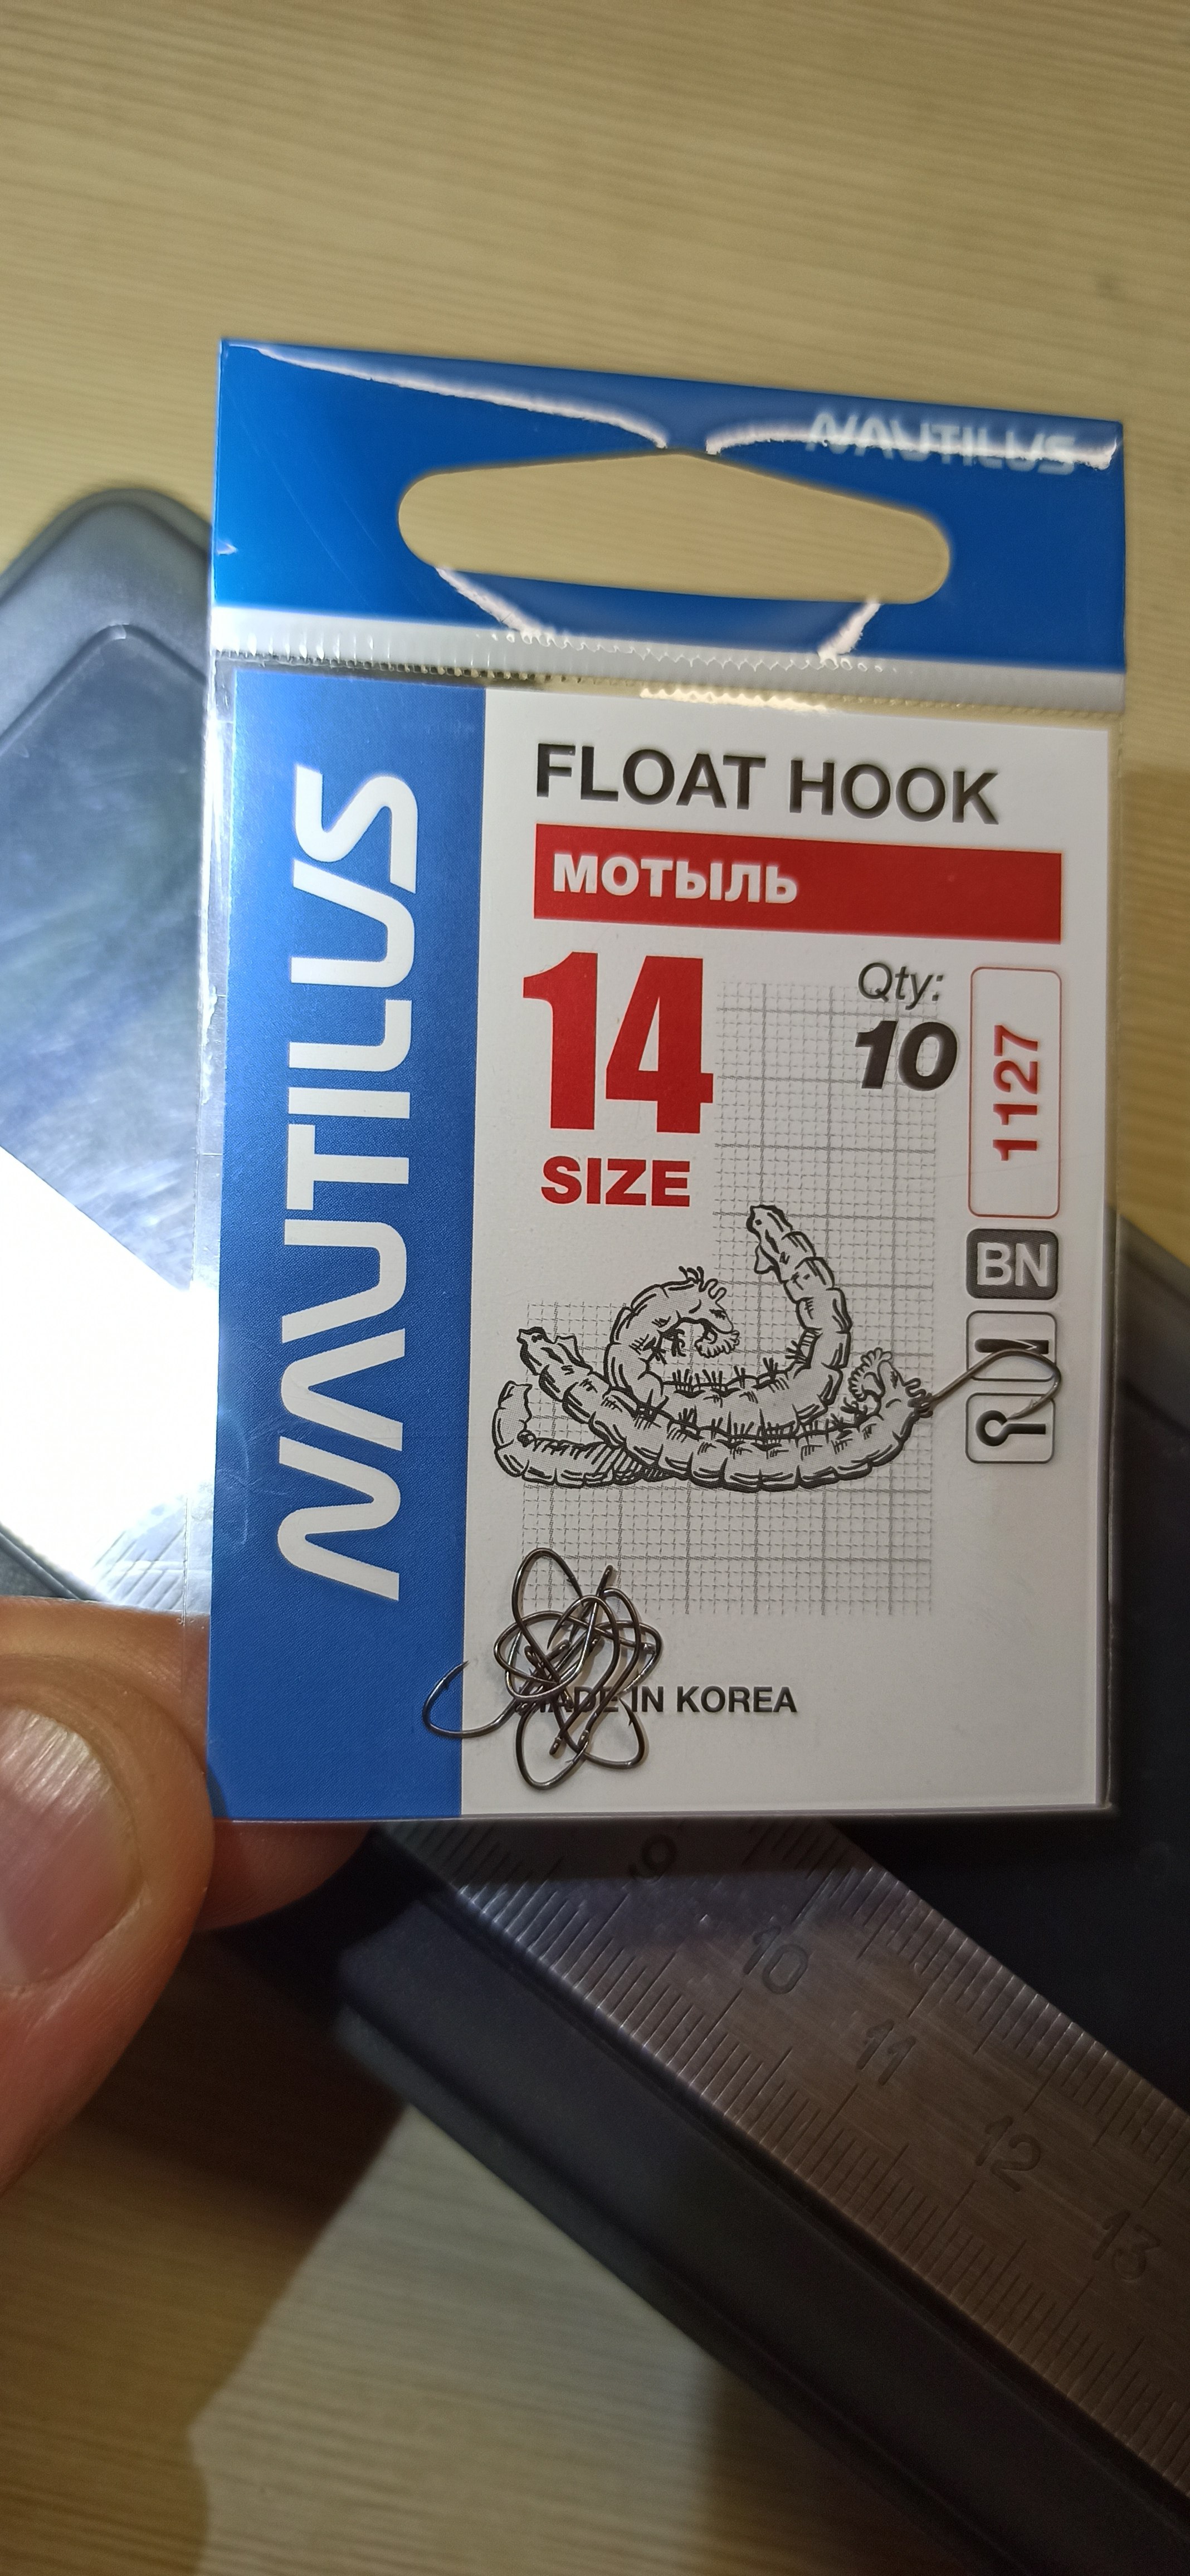 NAUTILUS
NAUTILUS
FLOAT HOOK
МОТЫЛЬ
14
SIZE
Qty:
10
1127
BN
MADE IN KOREA
9
10
11
12
13